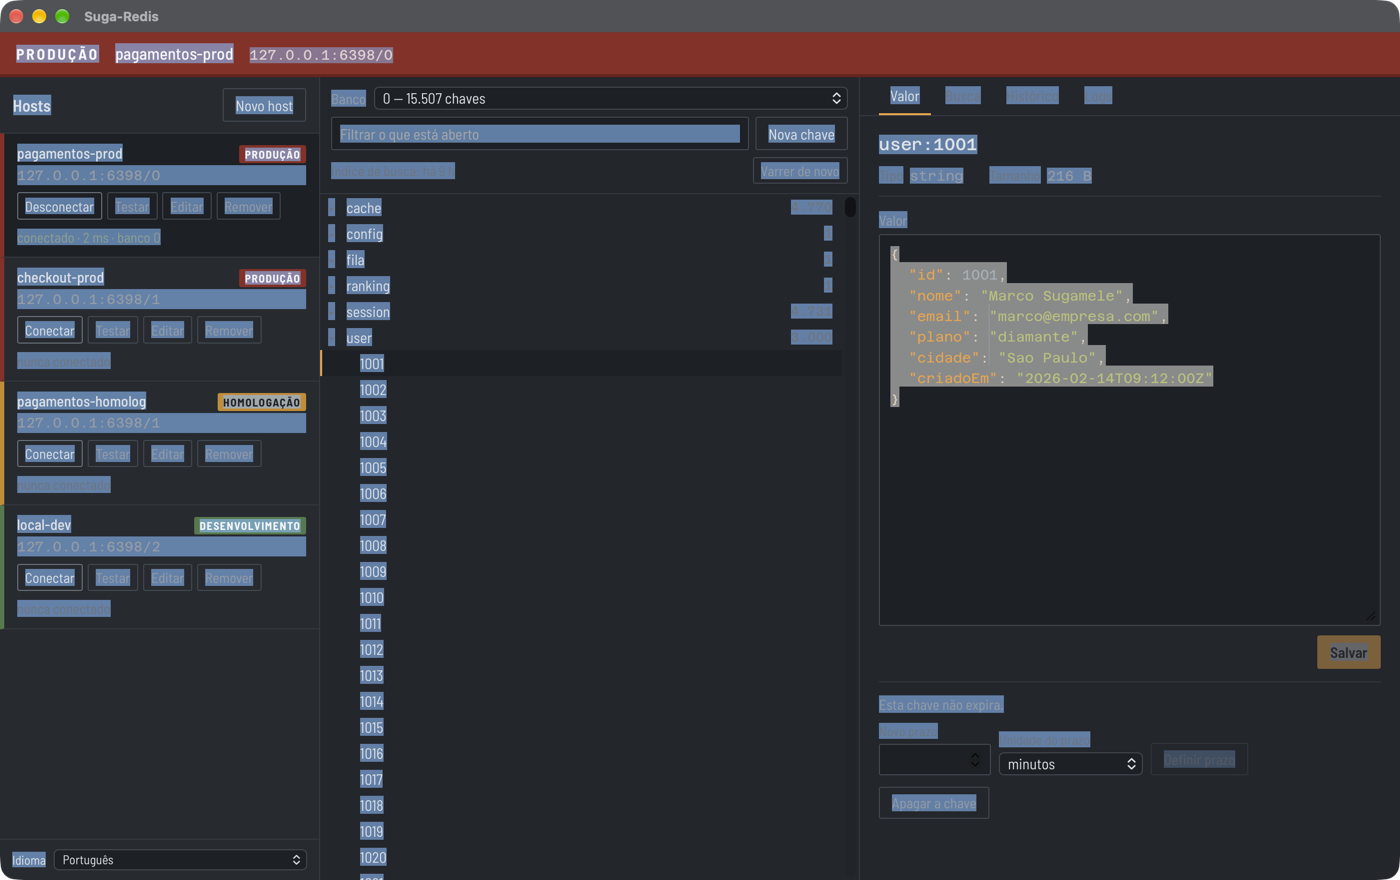 Suga-Redis
PRODUÇÃO pagamentos-prod 127.0.0.1:6398/0
Hosts
Novo host
pagamentos-prod PRODUÇÃO
127.0.0.1:6398/0
Desconectar Testar Editar Remover
conectado · 2 ms · banco 0
checkout-prod PRODUÇÃO
127.0.0.1:6398/1
Conectar Testar Editar Remover
nunca conectado
pagamentos-homolog HOMOLOGAÇÃO
127.0.0.1:6398/1
Conectar Testar Editar Remover
nunca conectado
local-dev DESENVOLVIMENTO
127.0.0.1:6398/2
Conectar Testar Editar Remover
nunca conectado
Idioma Português
Banco 0 — 15.507 chaves
Filtrar o que está aberto
Nova chave
Varrer de novo
cache
config
fila
ranking
session
user
1001
1002
1003
1004
1005
1006
1007
1008
1009
1010
1011
1012
1013
1014
1015
1016
1017
1018
1019
1020
Valor
user:1001
string 216 B
Valor
{
"id": 1001,
"nome": "Marco Sugamele",
"email": "marco@empresa.com",
"plano": "diamante",
"cidade": "Sao Paulo",
"criadoEm": "2026-02-14T09:12:00Z"
}
Salvar
Esta chave não expira.
minutos
Definir prazo
Apagar a chave